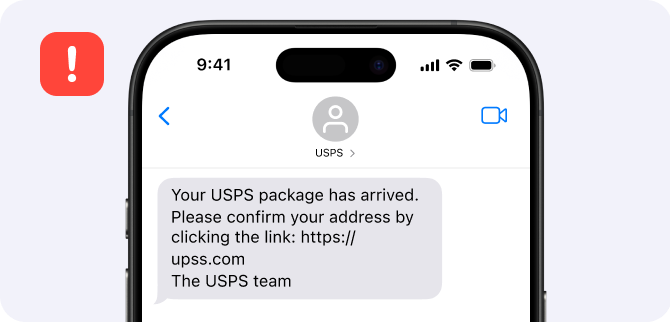 9:41
USPS
Your USPS package has arrived.
Please confirm your address by
clicking the link: https://
upss.com
The USPS team